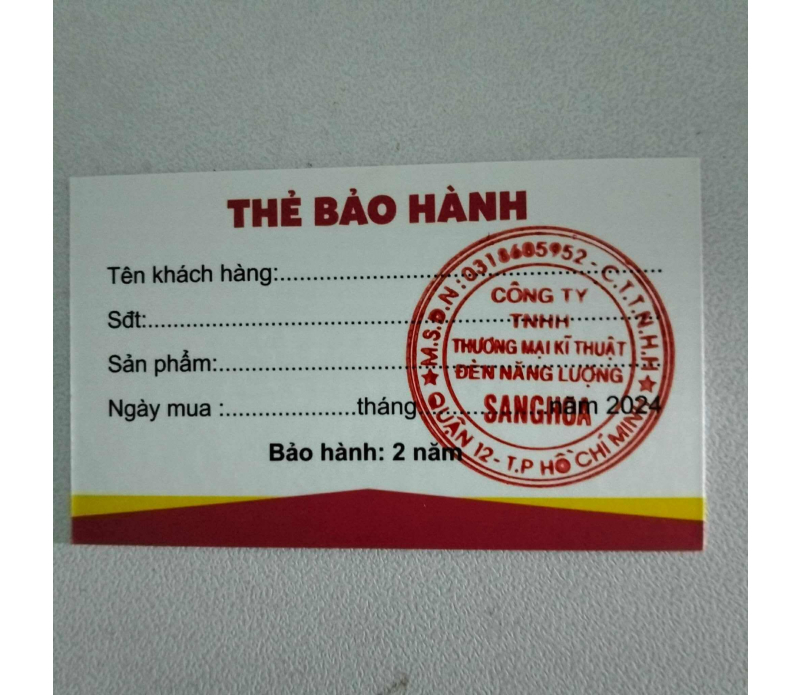 THẺ BẢO HÀNH
Tên khách hàng:
Sđt:
Sản phẩm:
Ngày mua : tháng năm 2024
Bảo hành: 2 năm
M.S.D.N: 0318685952 - C.T.T.N.H.H
CÔNG TY
TNHH
THƯƠNG MẠI KĨ THUẬT
ĐÈN NĂNG LƯỢNG
SANGHOA
QUẬN 12 - T.P HỒ CHÍ MINH